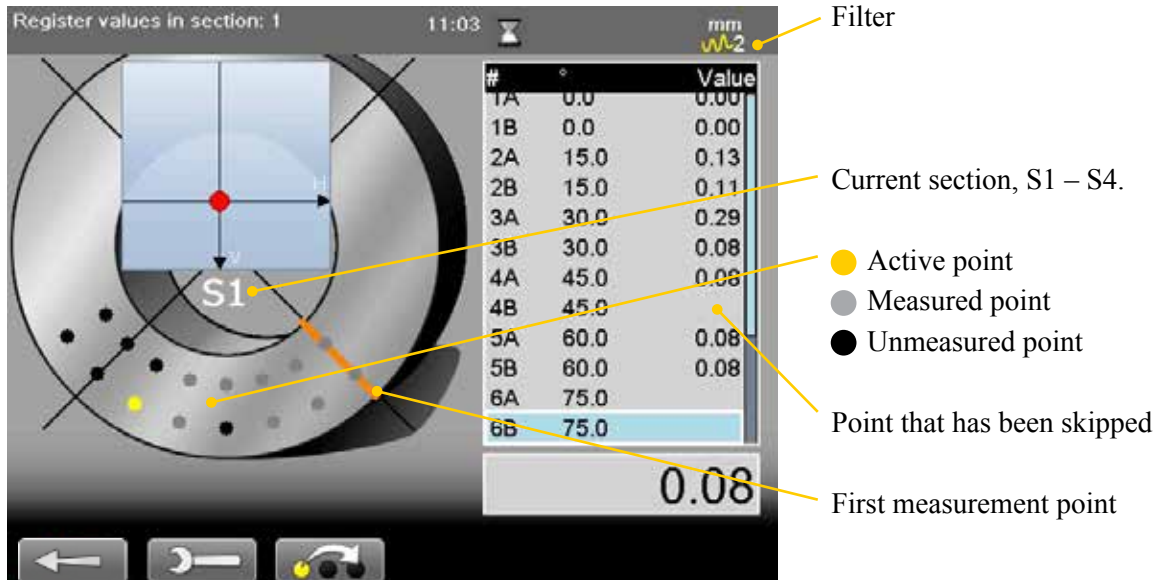 Register values in section: 1
11:03
mm
2
Filter
# ° Value
1A 0.0 0.00
1B 0.0 0.00
2A 15.0 0.13
2B 15.0 0.11
3A 30.0 0.29
3B 30.0 0.08
4A 45.0 0.08
4B 45.0
5A 60.0 0.08
5B 60.0 0.08
6A 75.0
6B 75.0
0.08
H
V
S1
Current section, S1 – S4.
Active point
Measured point
Unmeasured point
Point that has been skipped
First measurement point